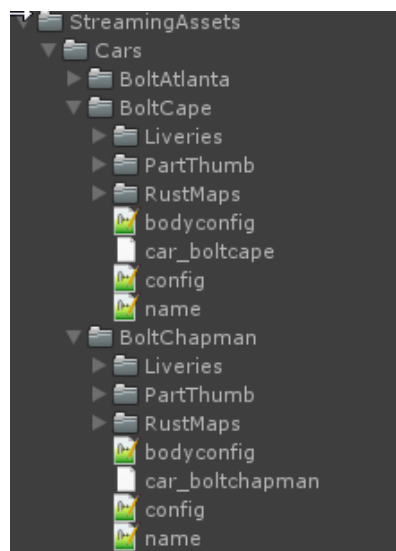 StreamingAssets
Cars
BoltAtlanta
BoltCape
Liveries
PartThumb
RustMaps
bodyconfig
car_boltcape
config
name
BoltChapman
Liveries
PartThumb
RustMaps
bodyconfig
car_boltchapman
config
name